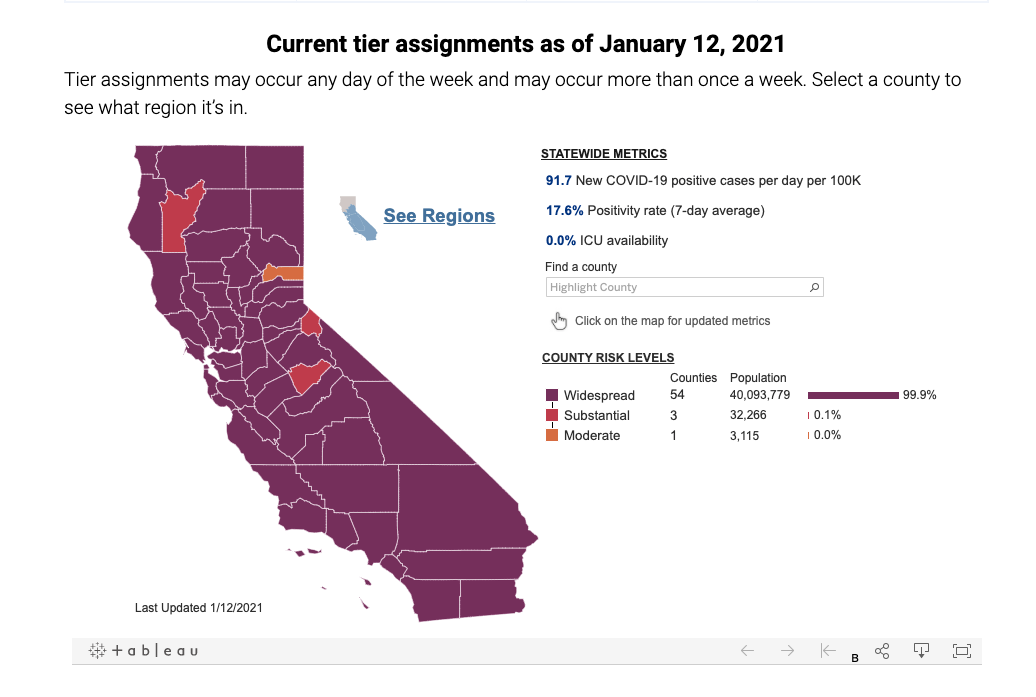 Current tier assignments as of January 12, 2021
Tier assignments may occur any day of the week and may occur more than once a week. Select a county to
see what region it's in.
STATEWIDE METRICS
91.7 New COVID-19 positive cases per day per 100K
17.6% Positivity rate (7-day average)
0.0% ICU availability
See Regions
Find a county
Highlight County
Click on the map for updated metrics
COUNTY RISK LEVELS
Counties Population
Widespread 54 40,093,779 99.9%
Substantial 3 32,266 0.1%
Moderate 1 3,115 0.0%
Last Updated 1/12/2021
+ableau
B